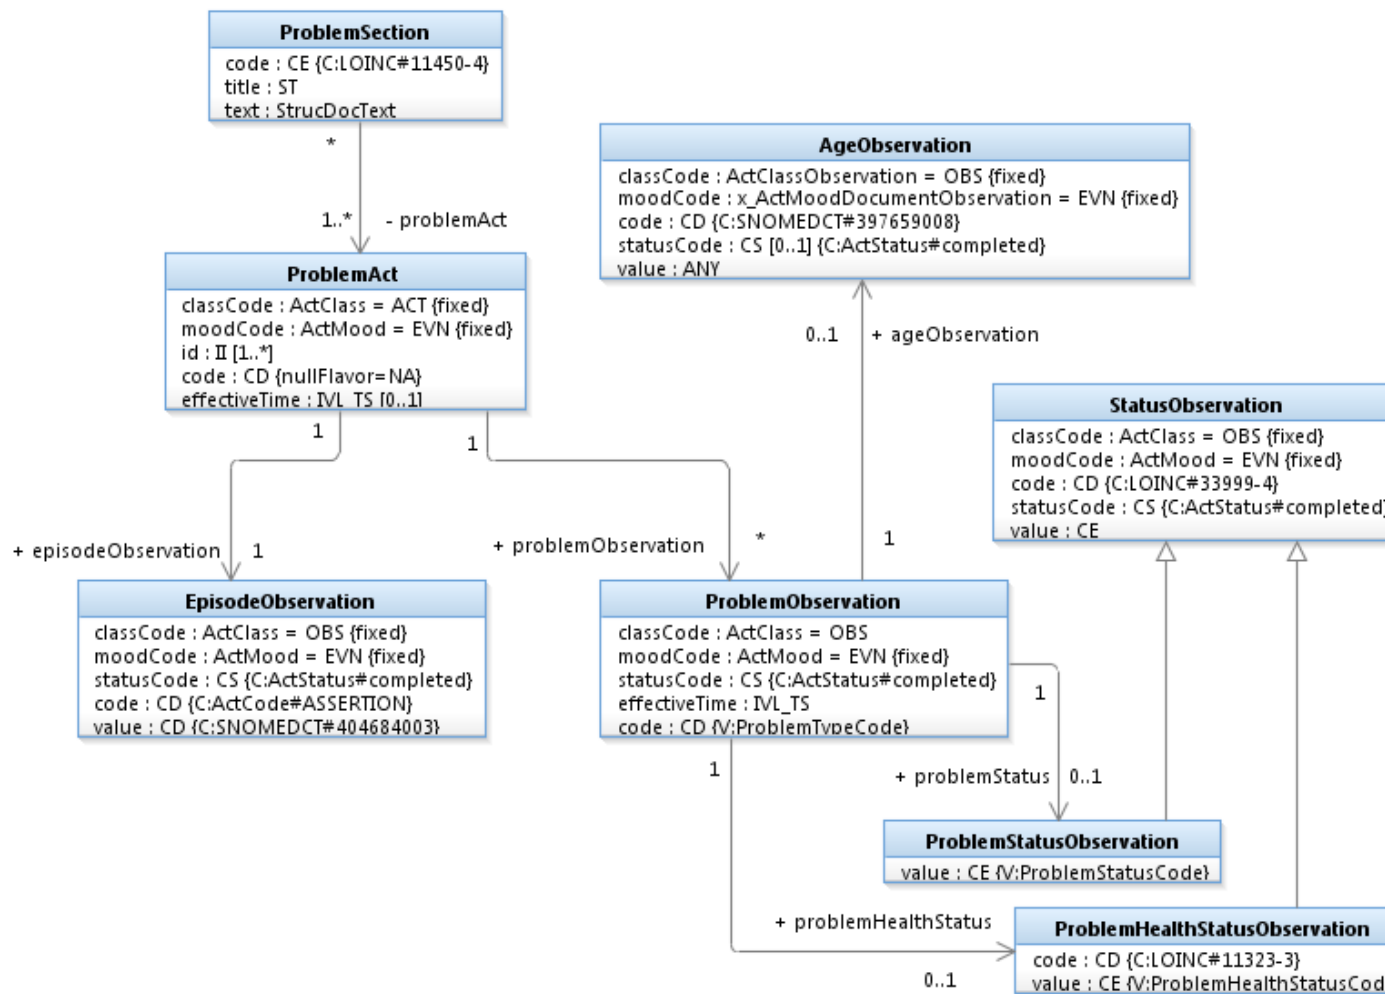 ProblemSection
code : CE {C:LOINC#11450-4}
title : ST
text : StrucDocText
*
1..*
- problemAct
AgeObservation
classCode : ActClassObservation = OBS {fixed}
moodCode : x_ActMoodDocumentObservation = EVN {fixed}
code : CD {C:SNOMEDCT#397659008}
statusCode : CS [0..1] {C:ActStatus#completed}
value : ANY
ProblemAct
classCode : ActClass = ACT {fixed}
moodCode : ActMood = EVN {fixed}
id : II [1..*]
code : CD {nullFlavor=NA}
effectiveTime : IVL_TS [0..1]
0..1
+ ageObservation
StatusObservation
classCode : ActClass = OBS {fixed}
moodCode : ActMood = EVN {fixed}
code : CD {C:LOINC#33999-4}
statusCode : CS {C:ActStatus#completed}
value : CE
1
1
+ episodeObservation
1
+ problemObservation
*
1
EpisodeObservation
classCode : ActClass = OBS {fixed}
moodCode : ActMood = EVN {fixed}
statusCode : CS {C:ActStatus#completed}
code : CD {C:ActCode#ASSERTION}
value : CD {C:SNOMEDCT#404684003}
ProblemObservation
classCode : ActClass = OBS
moodCode : ActMood = EVN {fixed}
statusCode : CS {C:ActStatus#completed}
effectiveTime : IVL_TS
code : CD {V:ProblemTypeCode}
1
1
+ problemStatus
0..1
ProblemStatusObservation
value : CE {V:ProblemStatusCode}
+ problemHealthStatus
0..1
ProblemHealthStatusObservation
code : CD {C:LOINC#11323-3}
value : CE {V:ProblemHealthStatusCod